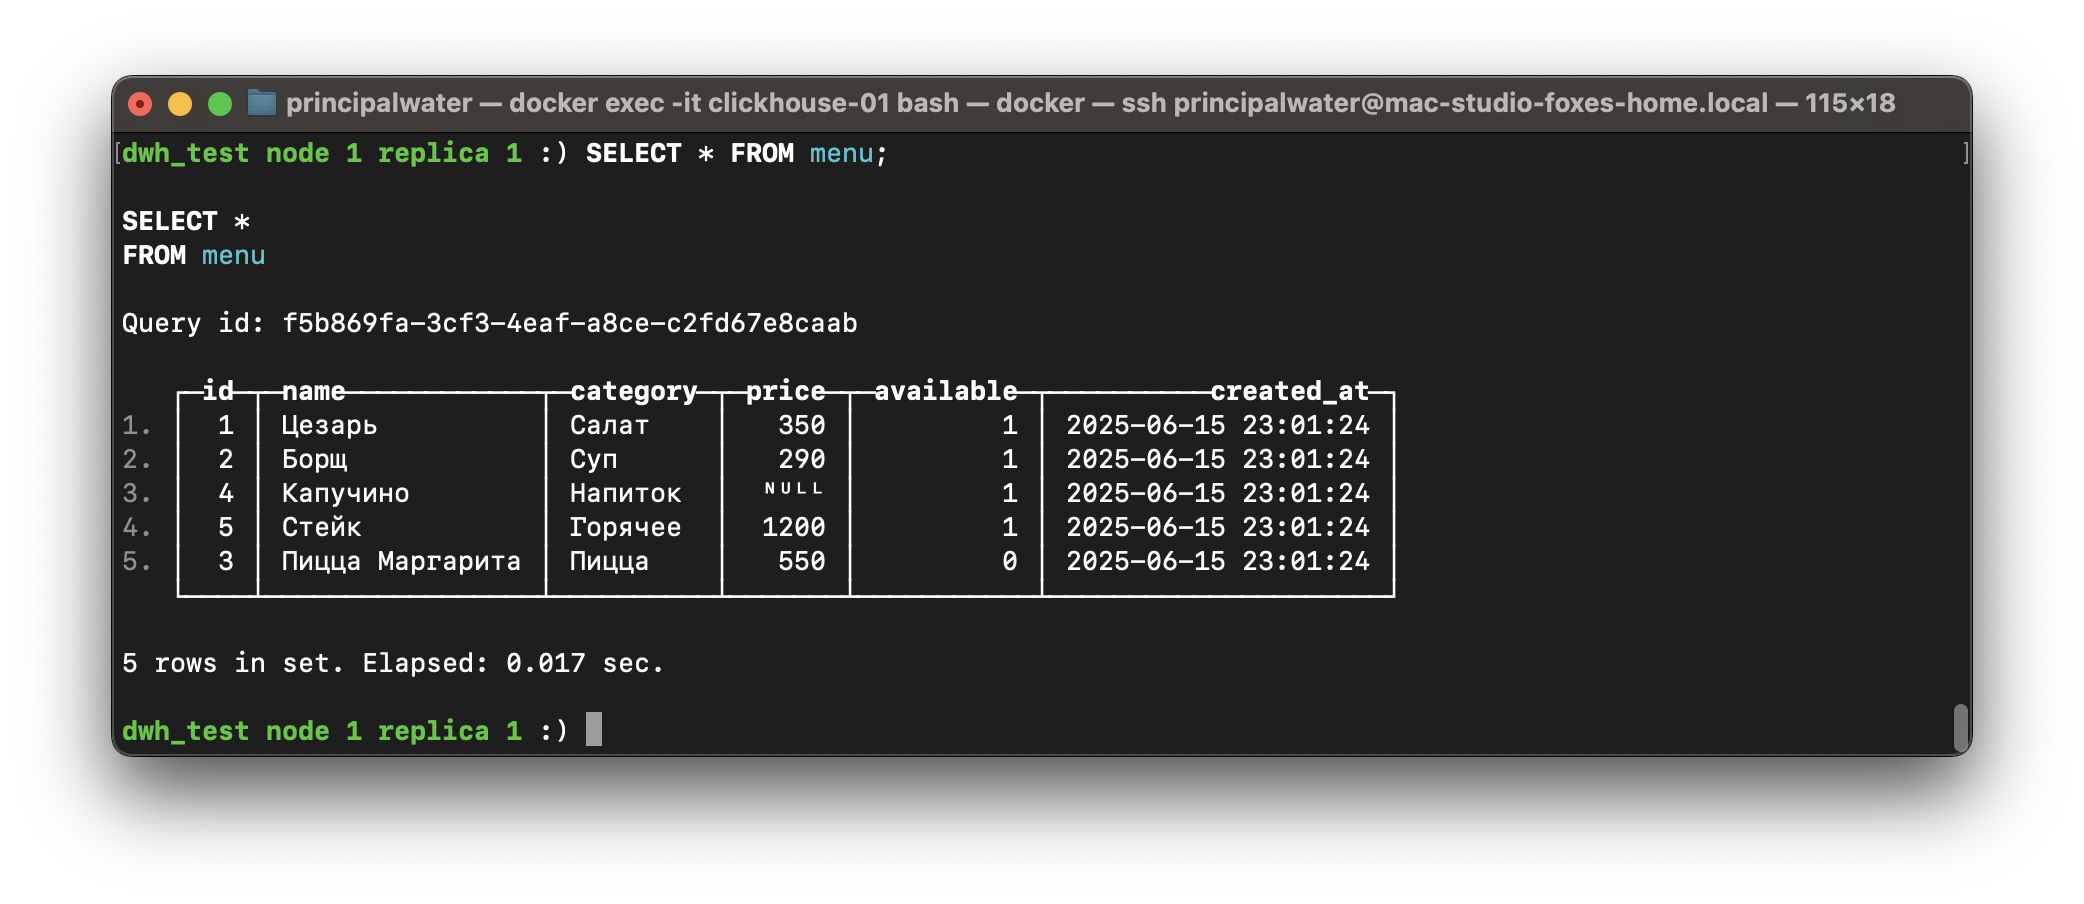 principalwater — docker exec -it clickhouse-01 bash — docker — ssh principalwater@mac-studio-foxes-home.local — 115×18
[dwh_test node 1 replica 1 :) SELECT * FROM menu; ]
SELECT *
FROM menu
Query id: f5b869fa-3cf3-4eaf-a8ce-c2fd67e8caab
id name category price available created_at
1. 1 Цезарь Салат 350 1 2025-06-15 23:01:24
2. 2 Борщ Суп 290 1 2025-06-15 23:01:24
3. 4 Капучино Напиток NULL 1 2025-06-15 23:01:24
4. 5 Стейк Горячее 1200 1 2025-06-15 23:01:24
5. 3 Пицца Маргарита Пицца 550 0 2025-06-15 23:01:24
5 rows in set. Elapsed: 0.017 sec.
dwh_test node 1 replica 1 :)